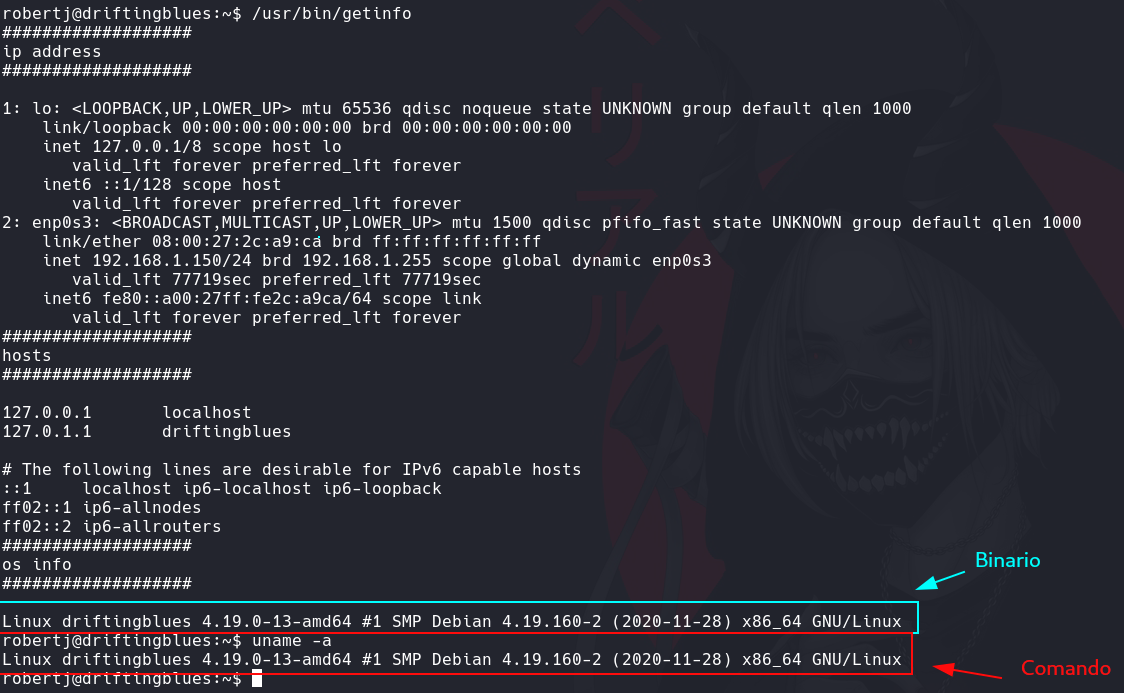 robertj@driftingblues:~$ /usr/bin/getinfo
###################
ip address
###################
1: lo: <LOOPBACK,UP,LOWER_UP> mtu 65536 qdisc noqueue state UNKNOWN group default qlen 1000
    link/loopback 00:00:00:00:00:00 brd 00:00:00:00:00:00
    inet 127.0.0.1/8 scope host lo
       valid_lft forever preferred_lft forever
    inet6 ::1/128 scope host
       valid_lft forever preferred_lft forever
2: enp0s3: <BROADCAST,MULTICAST,UP,LOWER_UP> mtu 1500 qdisc pfifo_fast state UNKNOWN group default qlen 1000
    link/ether 08:00:27:2c:a9:ca brd ff:ff:ff:ff:ff:ff
    inet 192.168.1.150/24 brd 192.168.1.255 scope global dynamic enp0s3
       valid_lft 77719sec preferred_lft 77719sec
    inet6 fe80::a00:27ff:fe2c:a9ca/64 scope link
       valid_lft forever preferred_lft forever
###################
hosts
###################
127.0.0.1       localhost
127.0.1.1       driftingblues
# The following lines are desirable for IPv6 capable hosts
::1     localhost ip6-localhost ip6-loopback
ff02::1 ip6-allnodes
ff02::2 ip6-allrouters
###################
os info
###################
Binario
Linux driftingblues 4.19.0-13-amd64 #1 SMP Debian 4.19.160-2 (2020-11-28) x86_64 GNU/Linux
robertj@driftingblues:~$ uname -a
Linux driftingblues 4.19.0-13-amd64 #1 SMP Debian 4.19.160-2 (2020-11-28) x86_64 GNU/Linux
Comando
robertj@driftingblues:~$